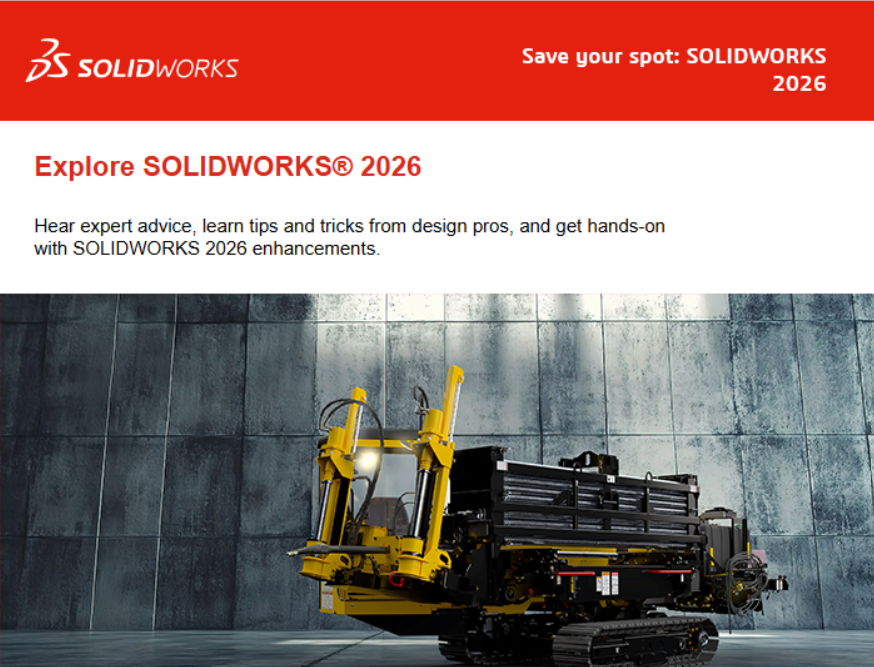 SOLIDWORKS
Save your spot: SOLIDWORKS
2026
Explore SOLIDWORKS® 2026
Hear expert advice, learn tips and tricks from design pros, and get hands-on
with SOLIDWORKS 2026 enhancements.